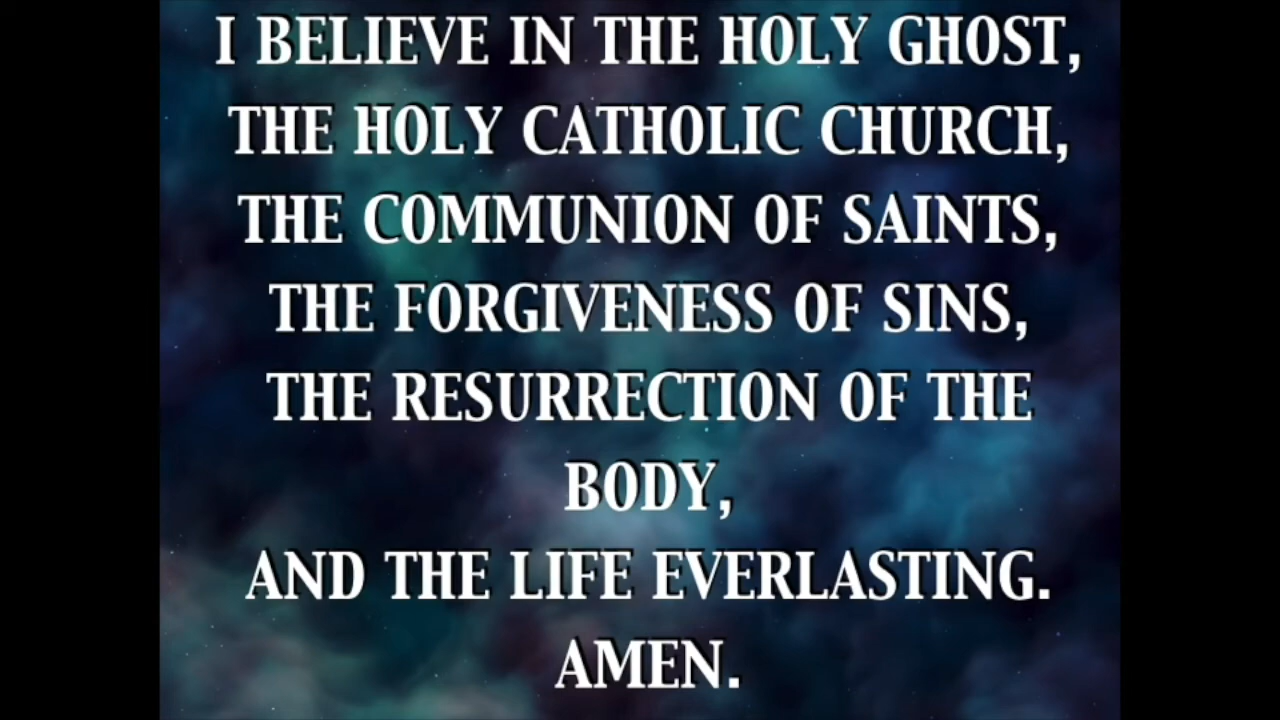 I BELIEVE IN THE HOLY GHOST,
THE HOLY CATHOLIC CHURCH,
THE COMMUNION OF SAINTS,
THE FORGIVENESS OF SINS,
THE RESURRECTION OF THE
BODY,
AND THE LIFE EVERLASTING.
AMEN.